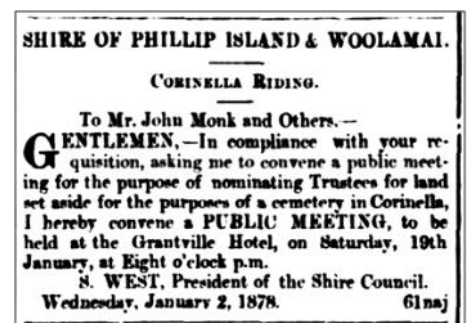 SHIRE OF PHILLIP ISLAND & WOOLAMAI.
CORINELLA RIDING.
To Mr. John Monk and Others.—
GENTLEMEN,—In compliance with your re-
quisition, asking me to convene a public meet-
ing for the purpose of nominating Trustees for land
set aside for the purposes of a cemetery in Corinella,
I hereby convene a PUBLIC MEETING, to be
held at the Grantville Hotel, on Saturday, 19th
January, at Eight o'clock p.m.
S. WEST, President of the Shire Council.
Wednesday, January 2, 1878. 61naj